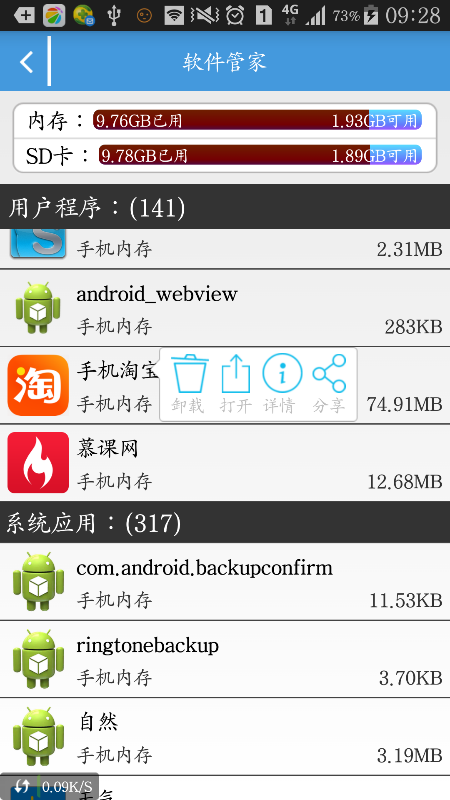 1 4G 73% 09:28
软件管家
内存： 9.76GB已用 1.93GB可用
SD卡： 9.78GB已用 1.89GB可用
用户程序：(141)
S
手机内存 2.31MB
android_webview
手机内存 283KB
淘 手机淘宝
卸载 打开 详情 分享
手机内存 74.91MB
慕课网
手机内存 12.68MB
系统应用：(317)
com.android.backupconfirm
手机内存 11.53KB
ringtonebackup
手机内存 3.70KB
自然
手机内存 3.19MB
0.09K/S 天气